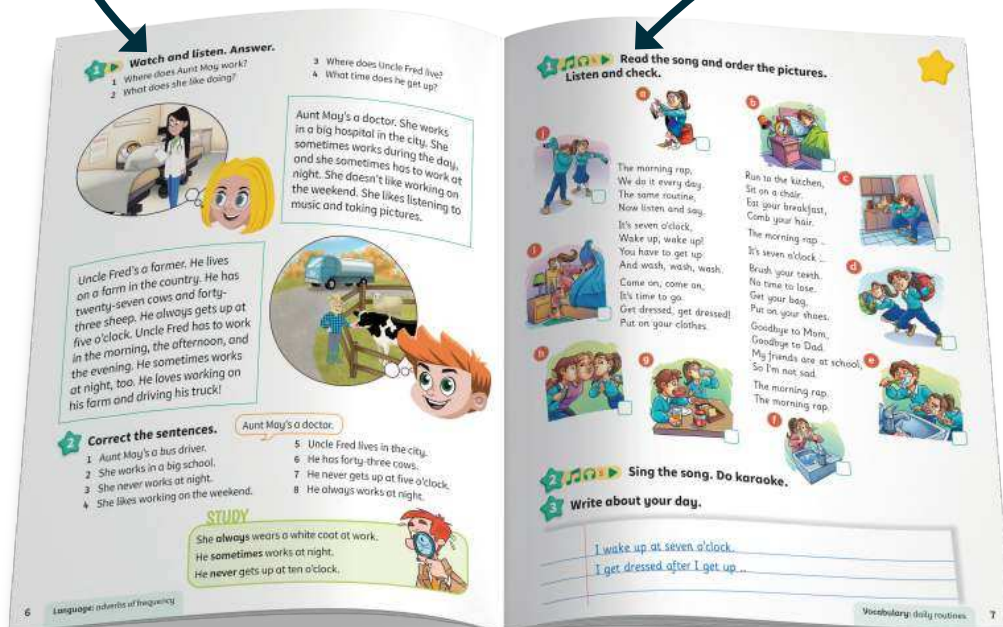 1 Watch and listen. Answer.
1 Where does Aunt May work?
2 What does she like doing?
3 Where does Uncle Fred live?
4 What time does he get up?
Aunt May's a doctor. She works
in a big hospital in the city. She
sometimes works during the day,
and she sometimes has to work at
night. She doesn't like working on
the weekend. She likes listening to
music and taking pictures.
Uncle Fred's a farmer. He lives
on a farm in the country. He has
twenty-seven cows and forty-
three sheep. He always gets up at
five o'clock. Uncle Fred has to work
in the morning, the afternoon, and
the evening. He sometimes works
at night, too. He loves working on
his farm and driving his truck!
2 Correct the sentences.
Aunt May's a doctor.
1 Aunt May's a bus driver.
2 She works in a big school.
3 She never works at night.
4 She likes working on the weekend.
5 Uncle Fred lives in the city.
6 He has forty-three cows.
7 He never gets up at five o'clock.
8 He always works at night.
STUDY
She always wears a white coat at work.
He sometimes works at night.
He never gets up at ten o'clock.
6 Language: adverbs of frequency
1 Read the song and order the pictures.
Listen and check.
a
b
j
The morning rap,
We do it every day.
The same routine,
Now listen and say.
It's seven o'clock,
Wake up, wake up!
You have to get up
And wash, wash, wash.
Come on, come on,
It's time to go.
Get dressed, get dressed!
Put on your clothes.
Run to the kitchen,
Sit on a chair.
Eat your breakfast,
Comb your hair.
The morning rap ...
It's seven o'clock ...
Brush your teeth.
No time to lose.
Get your bag,
Put on your shoes.
Goodbye to Mom,
Goodbye to Dad.
My friends are at school,
So I'm not sad.
The morning rap.
The morning rap.
c
d
i
e
h
g
f
2 Sing the song. Do karaoke.
3 Write about your day.
I wake up at seven o'clock.
I get dressed after I get up ...
Vocabulary: daily routines 7